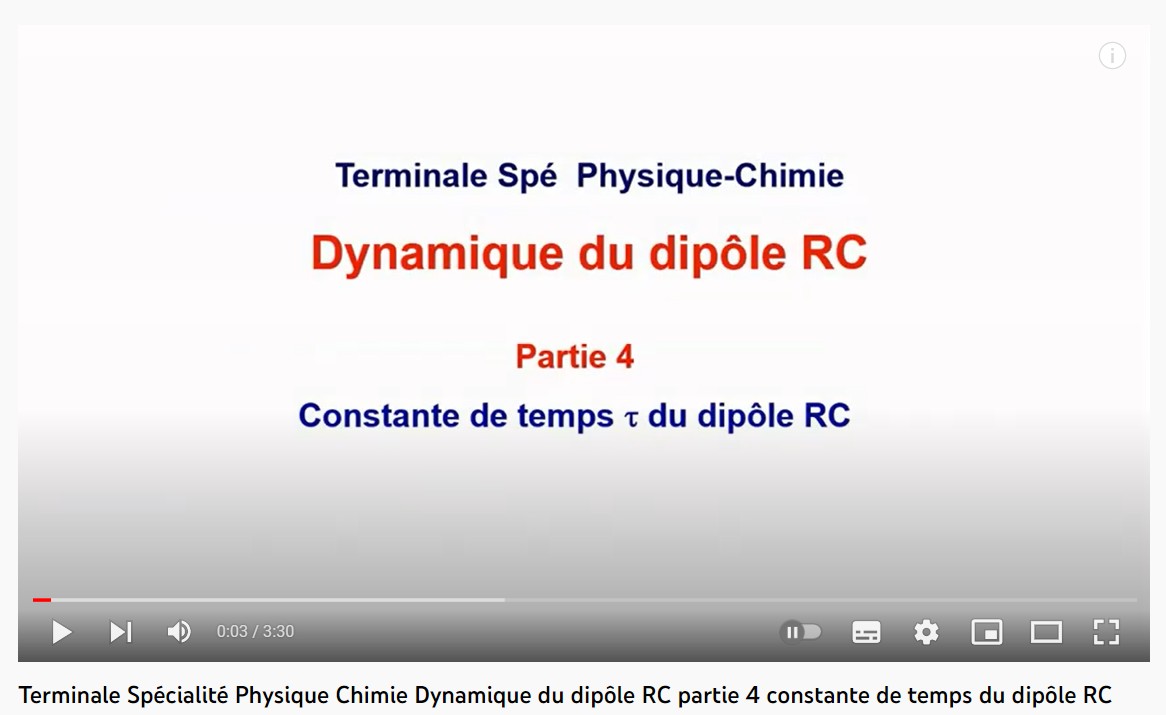 Terminale Spé Physique-Chimie
Dynamique du dipôle RC
Partie 4
Constante de temps τ du dipôle RC
0:03 / 3:30
Terminale Spécialité Physique Chimie Dynamique du dipôle RC partie 4 constante de temps du dipôle RC